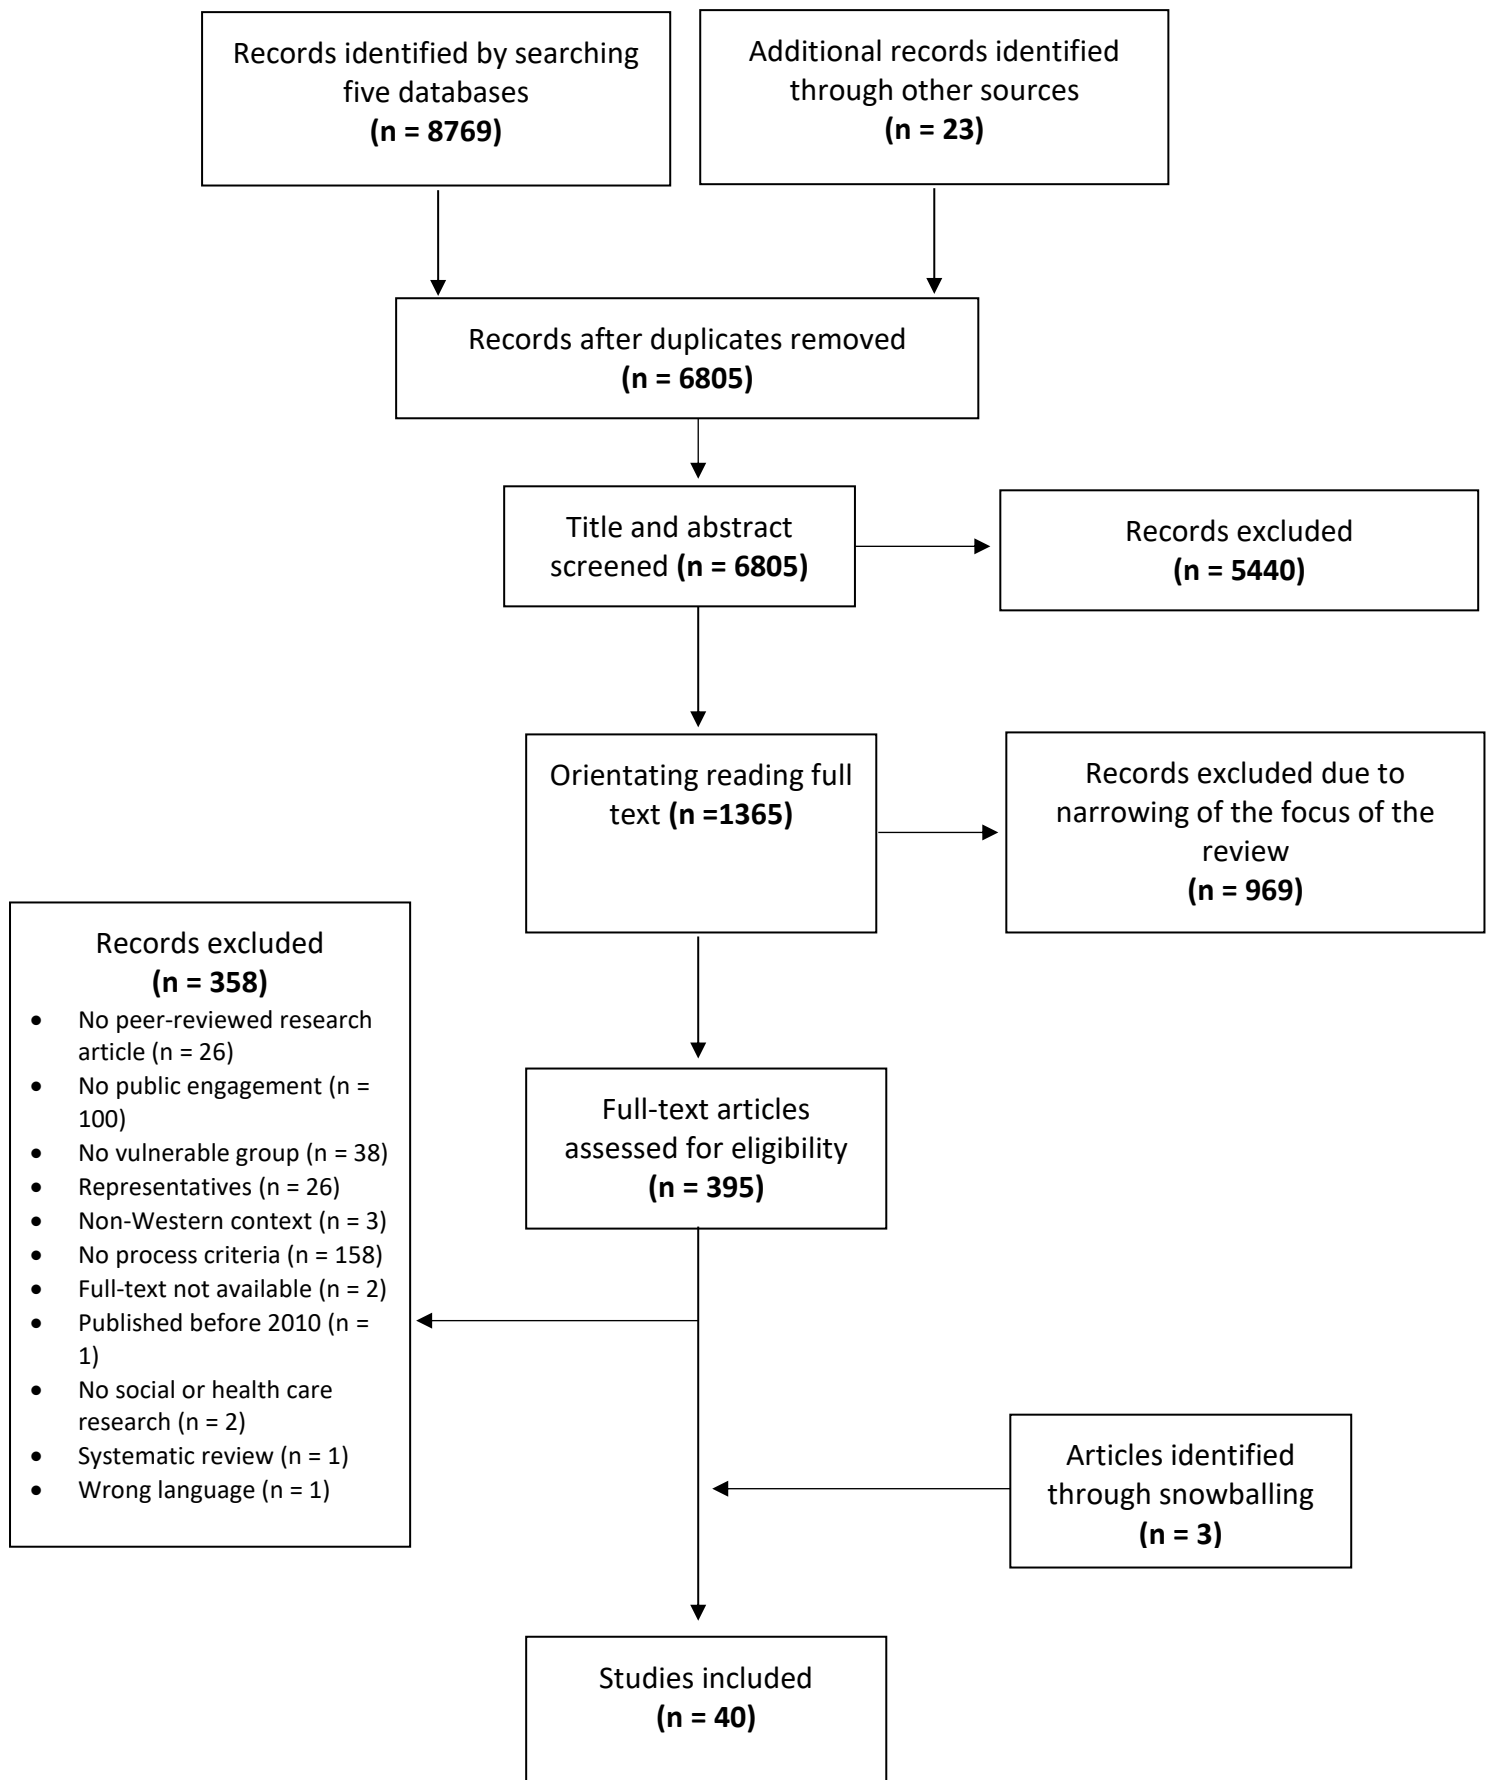 Records identified by searching
five databases
(n = 8769)
Additional records identified
through other sources
(n = 23)
Records after duplicates removed
(n = 6805)
Title and abstract
screened (n = 6805)
Records excluded
(n = 5440)
Orientating reading full
text (n =1365)
Records excluded due to
narrowing of the focus of the
review
(n = 969)
Records excluded
(n = 358)
• No peer-reviewed research
article (n = 26)
• No public engagement (n =
100)
• No vulnerable group (n = 38)
• Representatives (n = 26)
• Non-Western context (n = 3)
• No process criteria (n = 158)
• Full-text not available (n = 2)
• Published before 2010 (n =
1)
• No social or health care
research (n = 2)
• Systematic review (n = 1)
• Wrong language (n = 1)
Full-text articles
assessed for eligibility
(n = 395)
Articles identified
through snowballing
(n = 3)
Studies included
(n = 40)